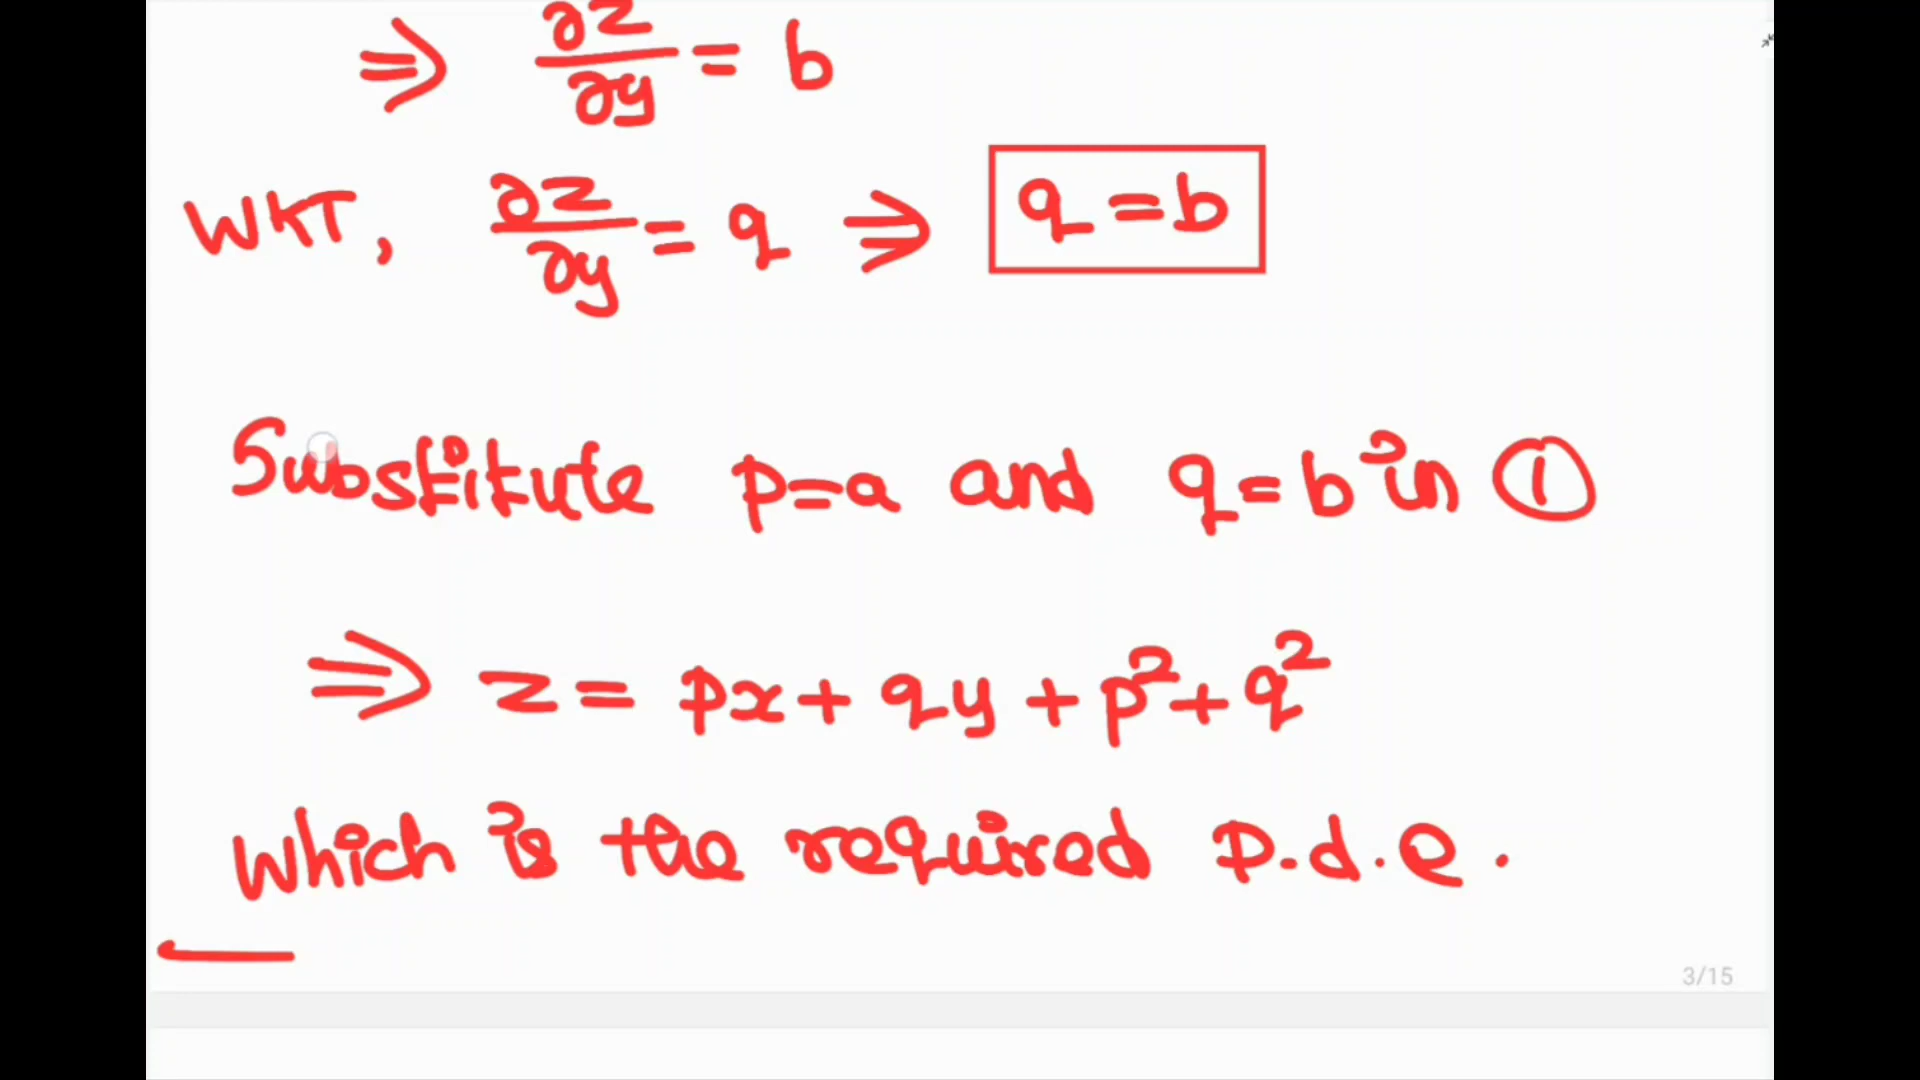 ⇒ ∂z/∂y = b
WKT, ∂z/∂y = q ⇒ q = b
Substitute p=a and q=b in ①
⇒ z = px + qy + p² + q²
Which is the required p.d.e.
3/15